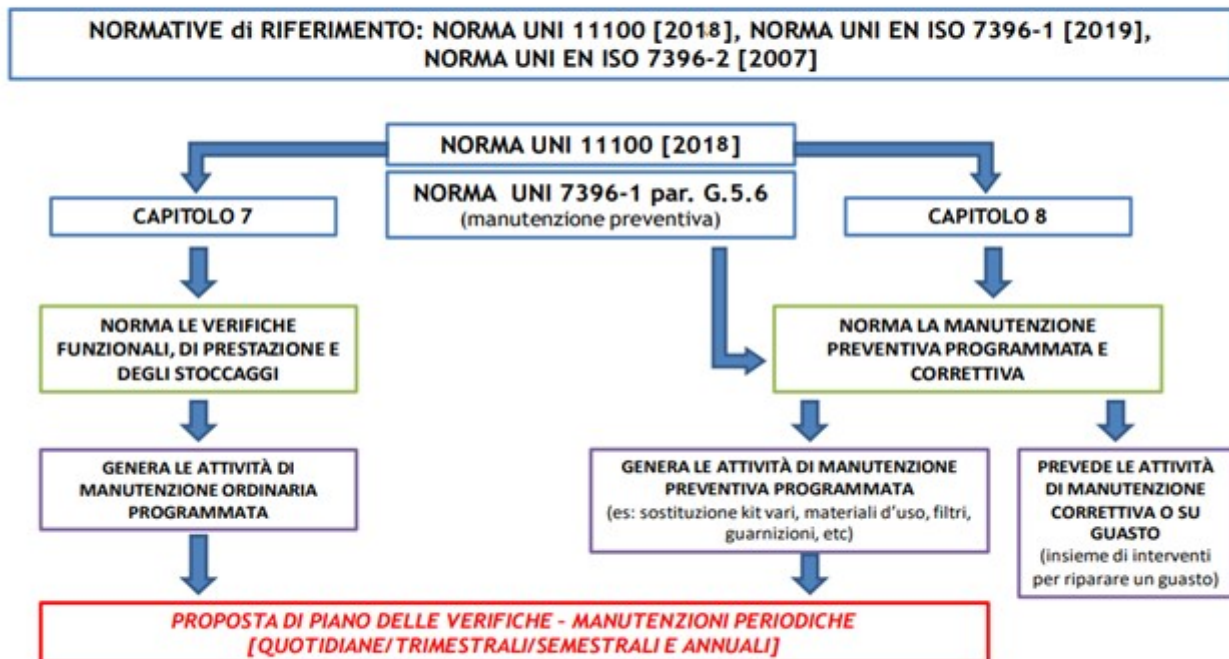 NORMATIVE di RIFERIMENTO: NORMA UNI 11100 [2018], NORMA UNI EN ISO 7396-1 [2019],
NORMA UNI EN ISO 7396-2 [2007]
NORMA UNI 11100 [2018]
NORMA UNI 7396-1 par. G.5.6
(manutenzione preventiva)
CAPITOLO 7
CAPITOLO 8
NORMA LE VERIFICHE
FUNZIONALI, DI PRESTAZIONE E
DEGLI STOCCAGGI
NORMA LA MANUTENZIONE
PREVENTIVA PROGRAMMATA E
CORRETTIVA
GENERA LE ATTIVITÀ DI
MANUTENZIONE ORDINARIA
PROGRAMMATA
GENERA LE ATTIVITÀ DI MANUTENZIONE
PREVENTIVA PROGRAMMATA
(es: sostituzione kit vari, materiali d'uso, filtri,
guarnizioni, etc)
PREVEDE LE ATTIVITÀ
DI MANUTENZIONE
CORRETTIVA O SU
GUASTO
(insieme di interventi
per riparare un guasto)
PROPOSTA DI PIANO DELLE VERIFICHE – MANUTENZIONI PERIODICHE
[QUOTIDIANE/TRIMESTRALI/SEMESTRALI E ANNUALI]